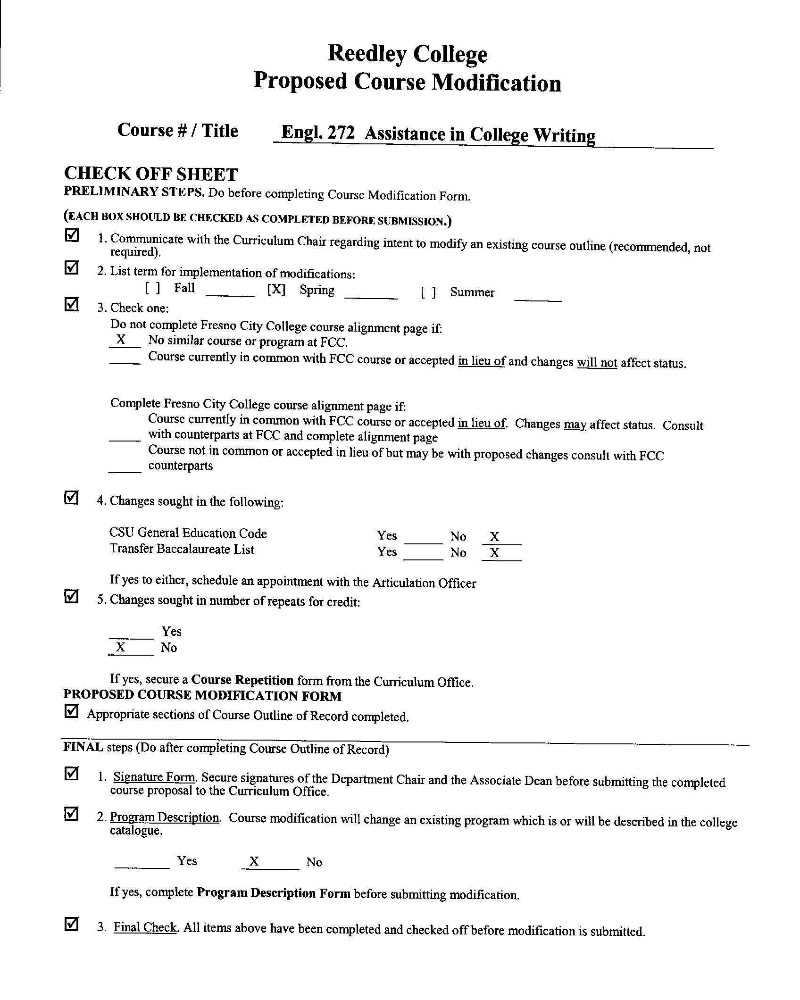 Reedley College
Proposed Course Modification
Course # / Title Engl. 272 Assistance in College Writing
CHECK OFF SHEET
PRELIMINARY STEPS. Do before completing Course Modification Form.
(EACH BOX SHOULD BE CHECKED AS COMPLETED BEFORE SUBMISSION.)
☑ 1. Communicate with the Curriculum Chair regarding intent to modify an existing course outline (recommended, not
required).
☑ 2. List term for implementation of modifications:
[ ] Fall ______ [X] Spring ______ [ ] Summer ______
☑ 3. Check one:
Do not complete Fresno City College course alignment page if:
X No similar course or program at FCC.
____ Course currently in common with FCC course or accepted in lieu of and changes will not affect status.
Complete Fresno City College course alignment page if:
Course currently in common with FCC course or accepted in lieu of. Changes may affect status. Consult
____ with counterparts at FCC and complete alignment page
Course not in common or accepted in lieu of but may be with proposed changes consult with FCC
____ counterparts
☑ 4. Changes sought in the following:
CSU General Education Code Yes ______ No X
Transfer Baccalaureate List Yes ______ No X
If yes to either, schedule an appointment with the Articulation Officer
☑ 5. Changes sought in number of repeats for credit:
______ Yes
X No
If yes, secure a Course Repetition form from the Curriculum Office.
PROPOSED COURSE MODIFICATION FORM
☑ Appropriate sections of Course Outline of Record completed.
FINAL steps (Do after completing Course Outline of Record)
☑ 1. Signature Form. Secure signatures of the Department Chair and the Associate Dean before submitting the completed
course proposal to the Curriculum Office.
☑ 2. Program Description. Course modification will change an existing program which is or will be described in the college
catalogue.
______ Yes X No
If yes, complete Program Description Form before submitting modification.
☑ 3. Final Check. All items above have been completed and checked off before modification is submitted.